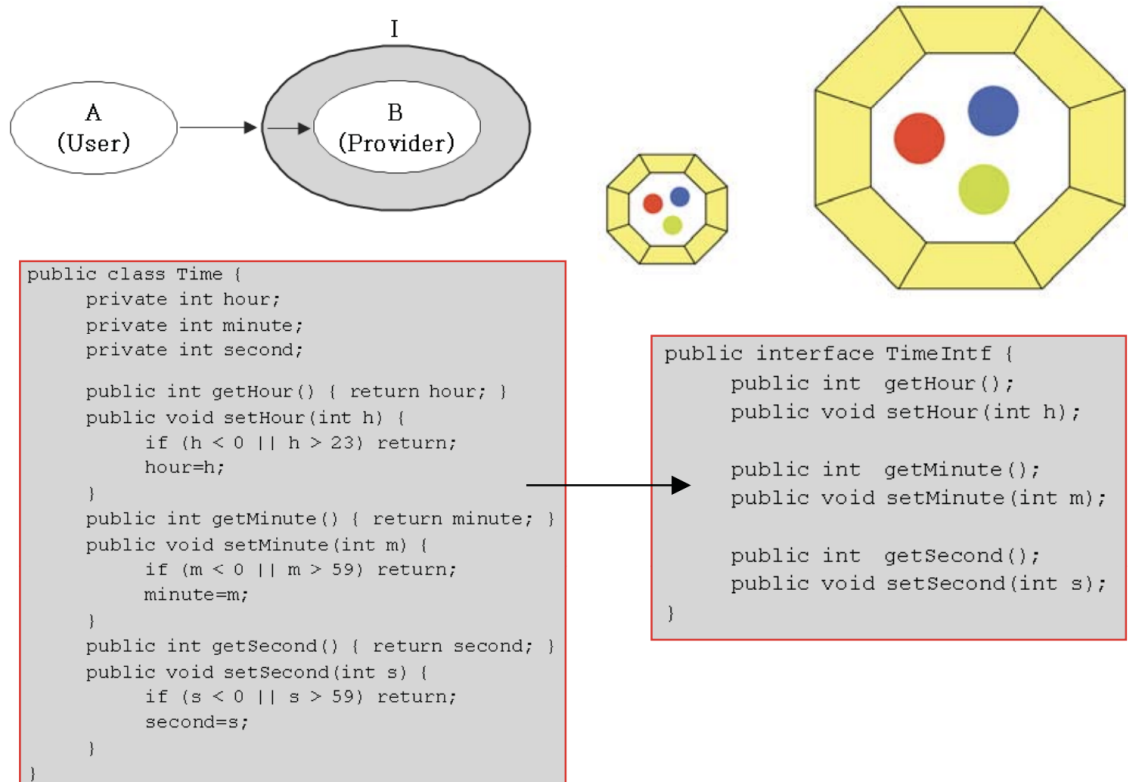 I
A
(User)
B
(Provider)
public class Time {
private int hour;
private int minute;
private int second;
public int getHour() { return hour; }
public void setHour(int h) {
if (h < 0 || h > 23) return;
hour=h;
}
public int getMinute() { return minute; }
public void setMinute(int m) {
if (m < 0 || m > 59) return;
minute=m;
}
public int getSecond() { return second; }
public void setSecond(int s) {
if (s < 0 || s > 59) return;
second=s;
}
}
public interface TimeIntf {
public int getHour();
public void setHour(int h);
public int getMinute();
public void setMinute(int m);
public int getSecond();
public void setSecond(int s);
}